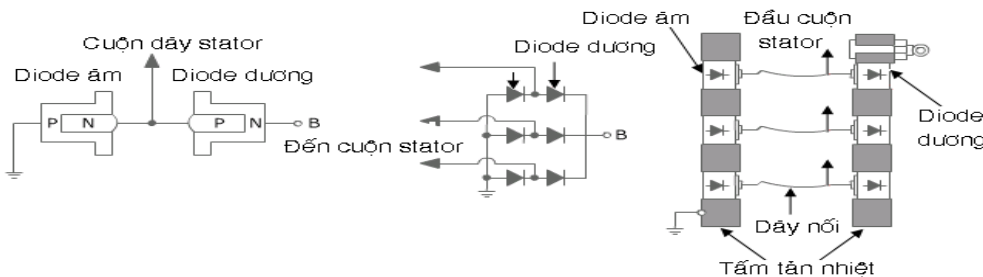 Cuộn dây stator
Diode âm
Diode dương
P N
P N
B
Diode dương
Đến cuộn stator
B
Diode âm
Đầu cuộn
stator
Diode
dương
Dây nối
Tấm tản nhiệt